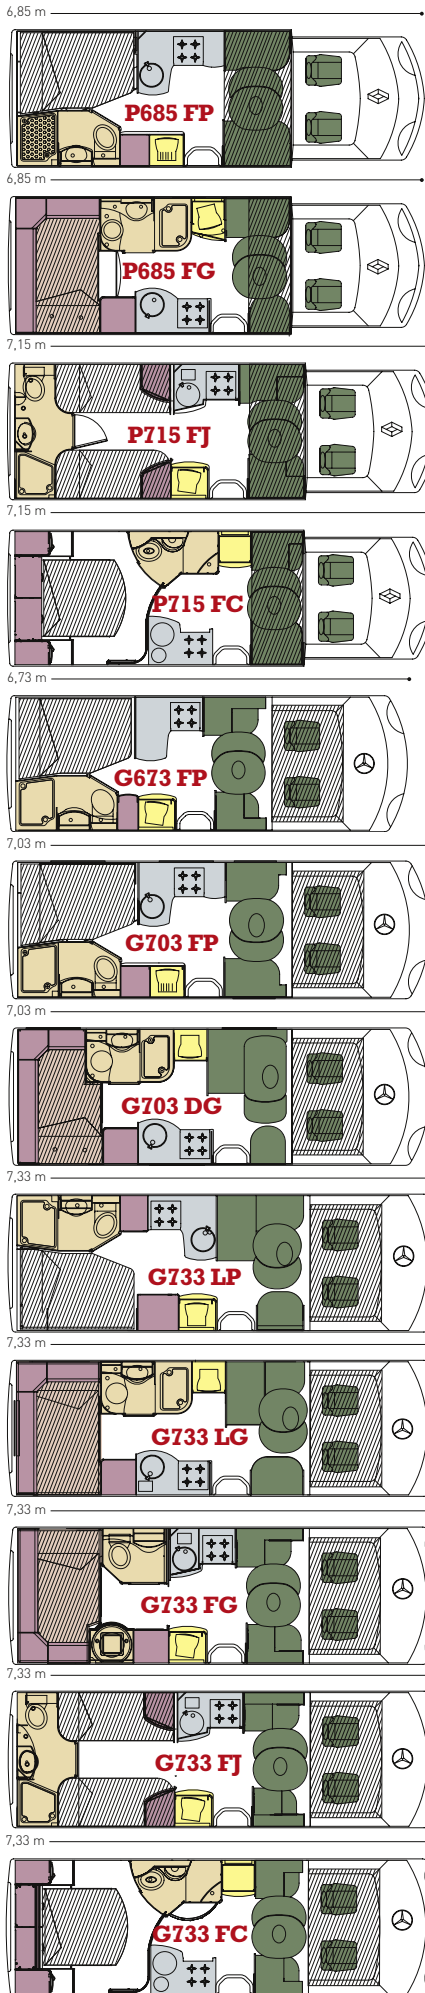 6,85 m
P685 FP
6,85 m
P685 FG
7,15 m
P715 FJ
7,15 m
P715 FC
6,73 m
G673 FP
7,03 m
G703 FP
7,03 m
G703 DG
7,33 m
G733 LP
7,33 m
G733 LG
7,33 m
G733 FG
7,33 m
G733 FJ
7,33 m
G733 FC